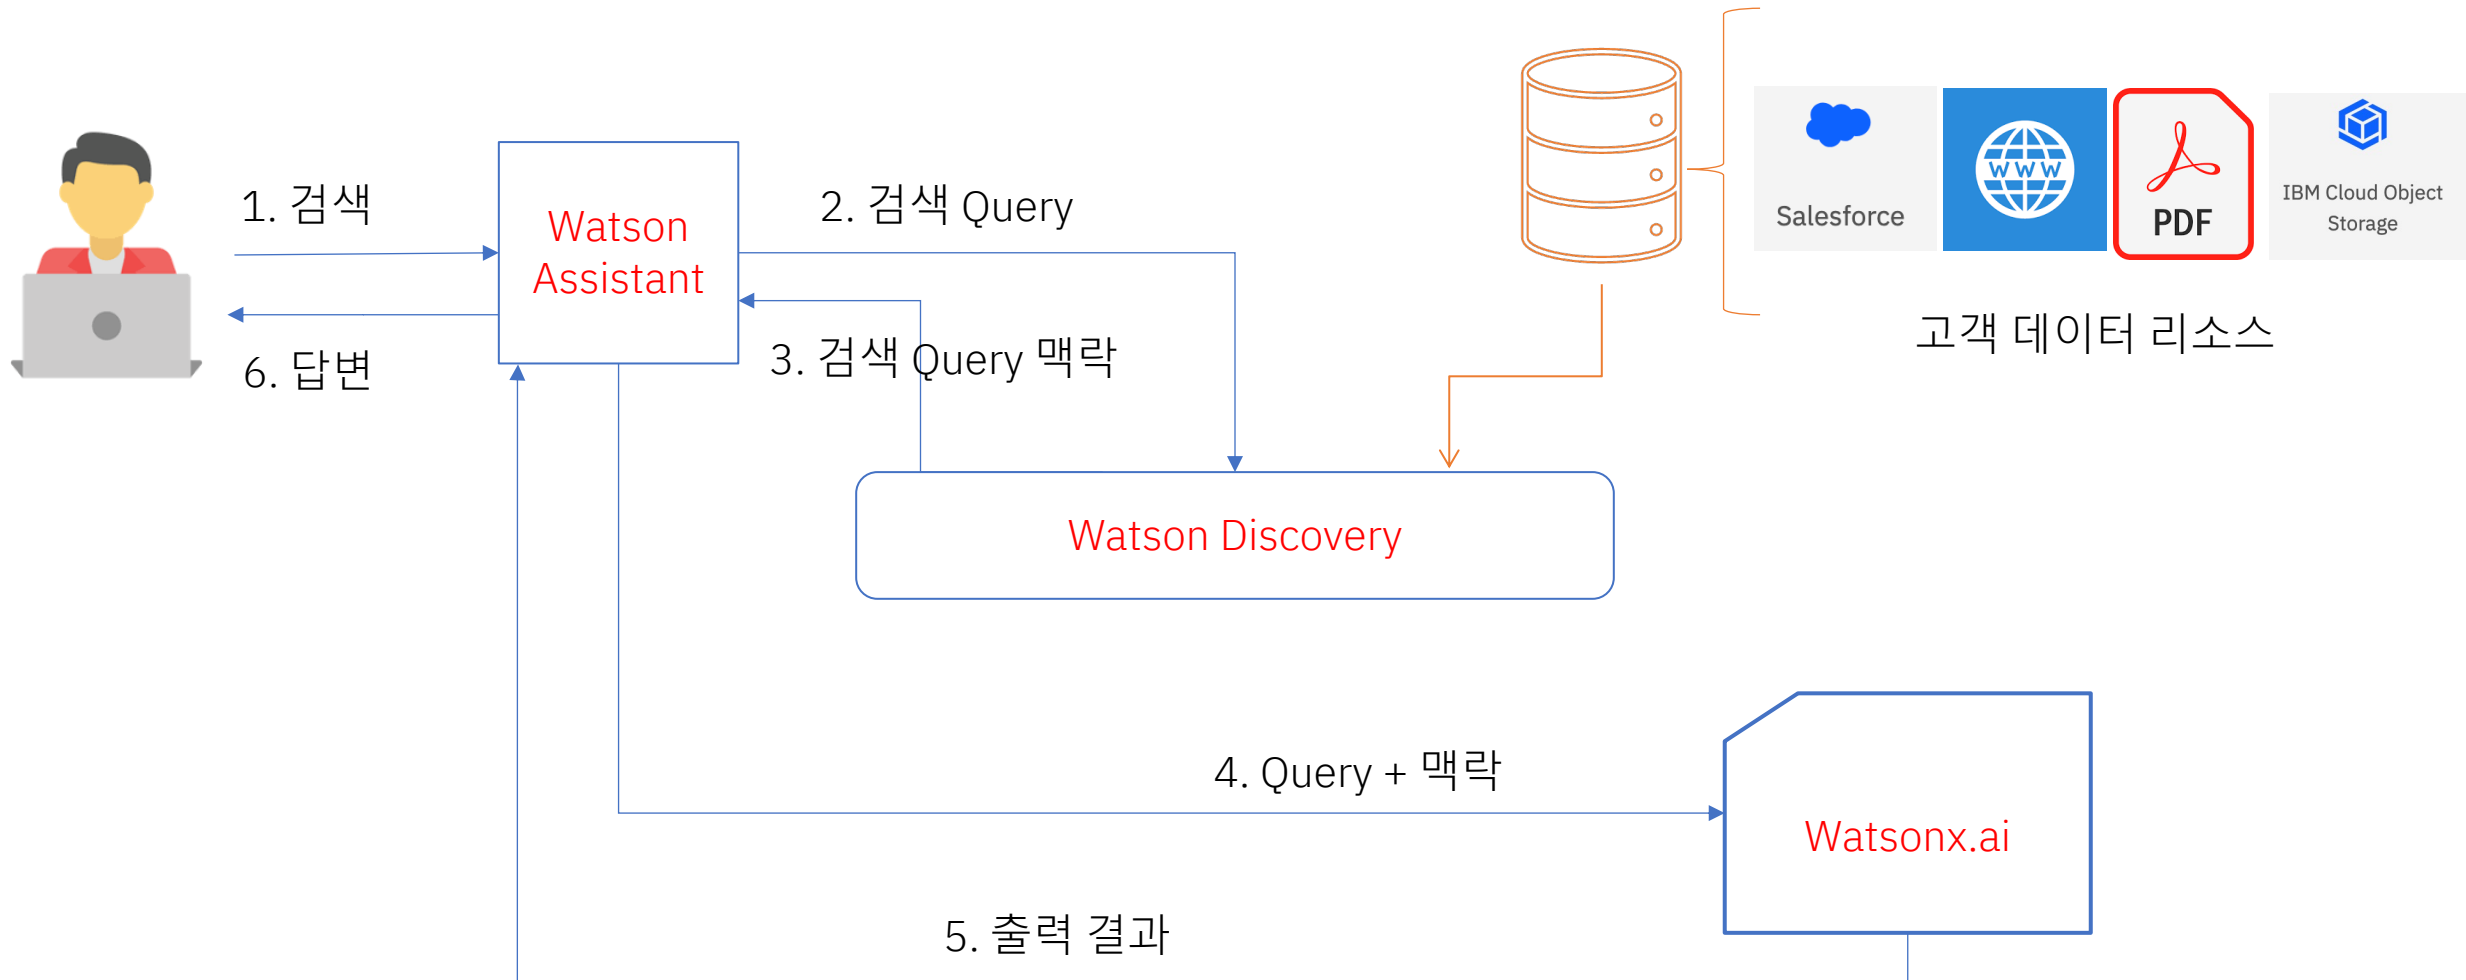 1. 검색
Watson
Assistant
2. 검색 Query
3. 검색 Query 맥락
6. 답변
Salesforce
WWW
PDF
IBM Cloud Object
Storage
고객 데이터 리소스
Watson Discovery
4. Query + 맥락
Watsonx.ai
5. 출력 결과